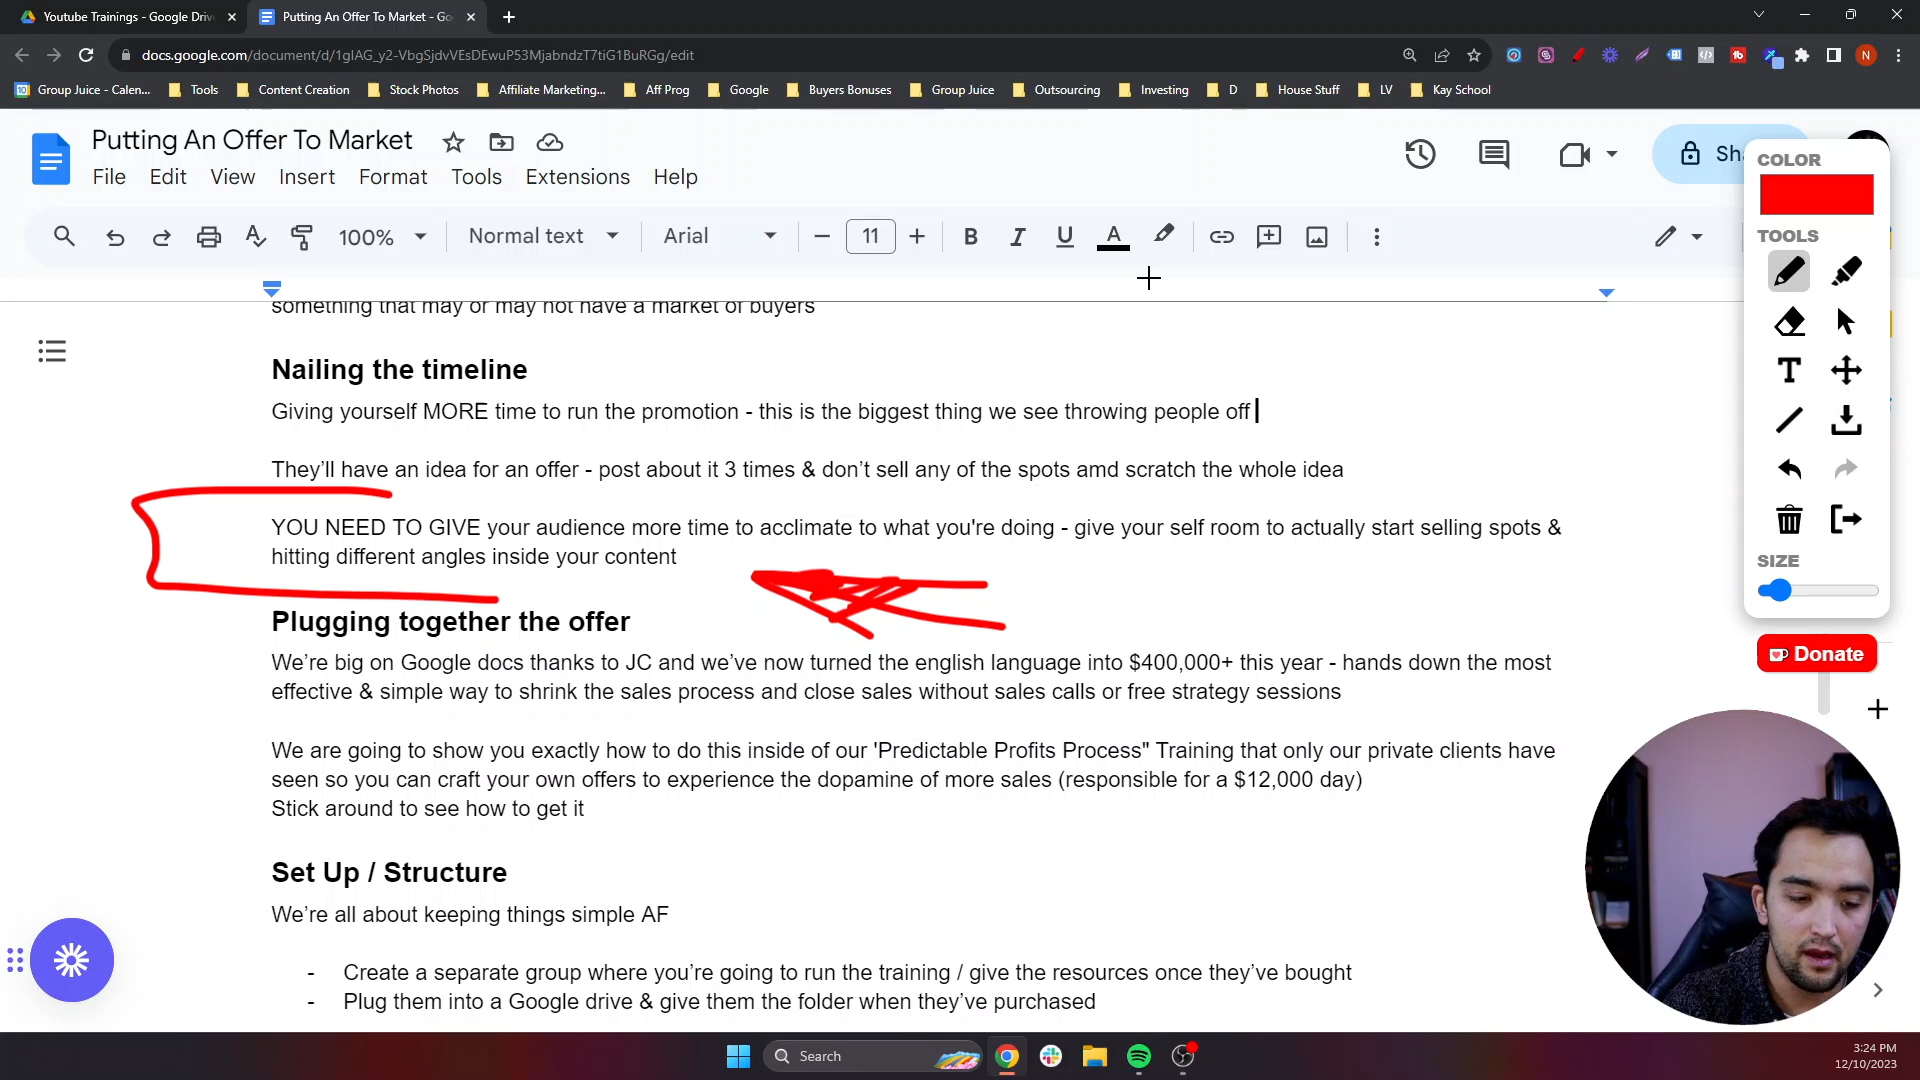 Youtube Trainings - Google Driv
Putting An Offer To Market - Go
docs.google.com/document/d/1gIAG_y2-VbgSjdvVEsDEwuP53MjabndzT7tiG1BuRGg/edit
Group Juice - Calen...
Tools
Content Creation
Stock Photos
Affiliate Marketing...
Aff Prog
Google
Buyers Bonuses
Group Juice
Outsourcing
Investing
D
House Stuff
LV
Kay School
Putting An Offer To Market
File Edit View Insert Format Tools Extensions Help
Sh
100%
Normal text
Arial
11
COLOR
TOOLS
SIZE
Donate
something that may or may not have a market of buyers
Nailing the timeline
Giving yourself MORE time to run the promotion - this is the biggest thing we see throwing people off
They’ll have an idea for an offer - post about it 3 times & don’t sell any of the spots amd scratch the whole idea
YOU NEED TO GIVE your audience more time to acclimate to what you're doing - give your self room to actually start selling spots &
hitting different angles inside your content
Plugging together the offer
We’re big on Google docs thanks to JC and we’ve now turned the english language into $400,000+ this year - hands down the most
effective & simple way to shrink the sales process and close sales without sales calls or free strategy sessions
We are going to show you exactly how to do this inside of our 'Predictable Profits Process" Training that only our private clients have
seen so you can craft your own offers to experience the dopamine of more sales (responsible for a $12,000 day)
Stick around to see how to get it
Set Up / Structure
We’re all about keeping things simple AF
- Create a separate group where you’re going to run the training / give the resources once they’ve bought
- Plug them into a Google drive & give them the folder when they’ve purchased
Search
3:24 PM
12/10/2023